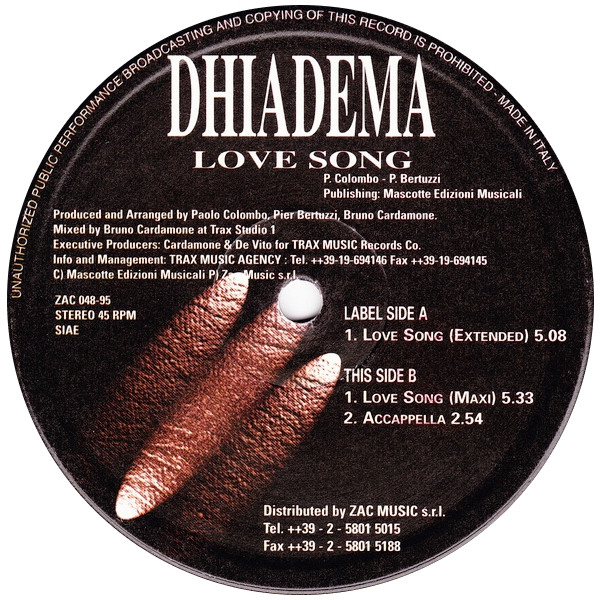 UNAUTHORIZED PUBLIC PERFORMANCE BROADCASTING AND COPYING OF THIS RECORD IS PROHIBITED - MADE IN ITALY
DHIADEMA
LOVE SONG
P. Colombo - P. Bertuzzi
Publishing: Mascotte Edizioni Musicali
Produced and Arranged by Paolo Colombo, Pier Bertuzzi, Bruno Cardamone.
Mixed by Bruno Cardamone at Trax Studio 1
Executive Producers: Cardamone & De Vito for TRAX MUSIC Records Co.
Info and Management: TRAX MUSIC AGENCY : Tel. ++39-19-694146 Fax ++39-19-694145
C) Mascotte Edizioni Musicali P) Zac Music s.r.l.
ZAC 048-95
STEREO 45 RPM
SIAE
LABEL SIDE A
1. LOVE SONG (EXTENDED) 5.08
THIS SIDE B
1. LOVE SONG (MAXI) 5.33
2. ACCAPPELLA 2.54
Distributed by ZAC MUSIC s.r.l.
Tel. ++39 - 2 - 5801 5015
Fax ++39 - 2 - 5801 5188